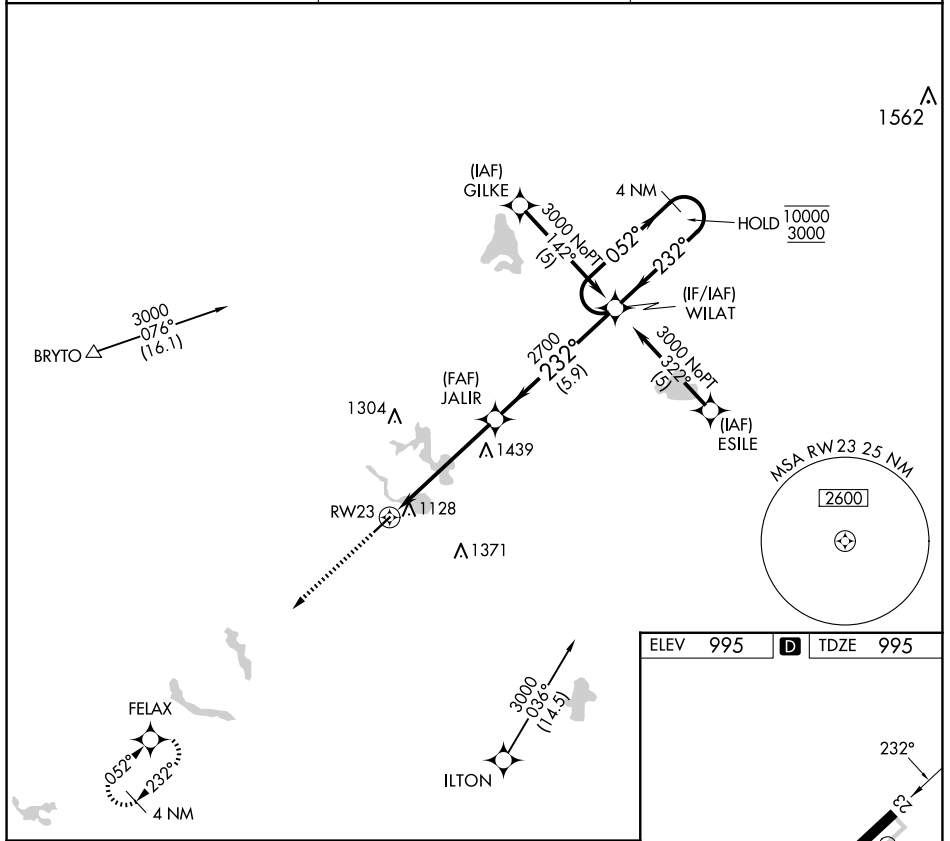 1562
(IAF)
GILKE
4 NM
3000 NoPT
142°
(5)
052°
232°
HOLD
10000
3000
(IF/IAF)
WILAT
3000
076°
(16.1)
BRYTO
2700
232°
(5.9)
3000 NoPT
322°
(5)
(FAF)
JALIR
(IAF)
ESILE
1304
1439
MSA RW 23 25 NM
2600
RW23
1128
1371
ELEV 995
D
TDZE 995
FELAX
052°
232°
4 NM
3000
036°
(14.5)
ILTON
232°
23